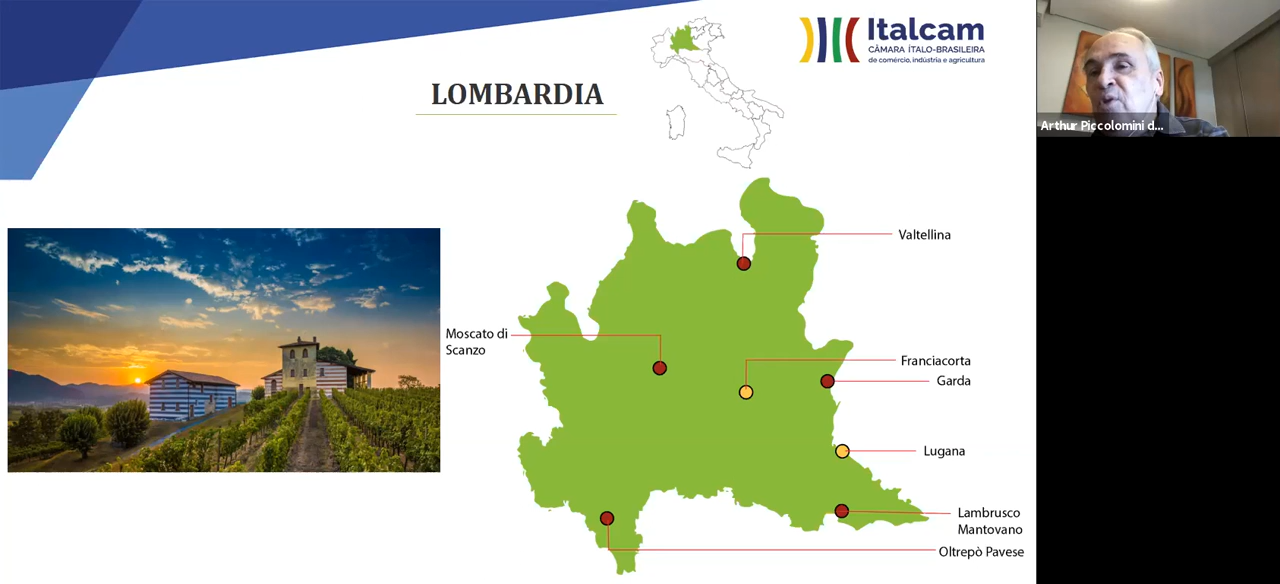 Italcam
CÂMARA ÍTALO-BRASILEIRA
de comércio, indústria e agricultura
LOMBARDIA
Arthur Piccolomini d...
Valtellina
Moscato di
Scanzo
Franciacorta
Garda
Lugana
Lambrusco
Mantovano
Oltrepò Pavese